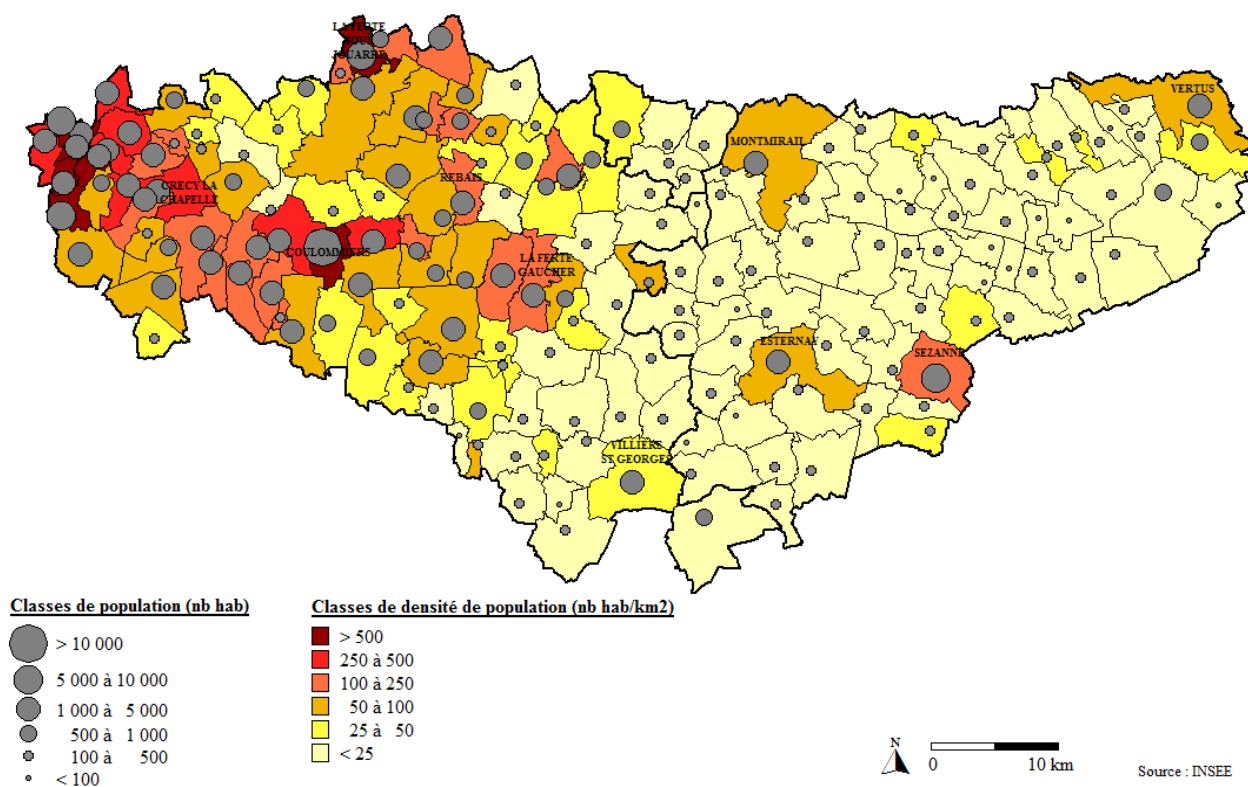 LA FERTE
SOUS
JOUARRE
VERTUS
MONTMIRAIL
REBAIS
CRECY LA
CHAPELLE
COULOMMIERS
LA FERTE
GAUCHER
ESTERNAY
SEZANNE
VILLIERS
ST GEORGES
Classes de population (nb hab)
> 10 000
5 000 à 10 000
1 000 à 5 000
500 à 1 000
100 à 500
< 100
Classes de densité de population (nb hab/km2)
> 500
250 à 500
100 à 250
50 à 100
25 à 50
< 25
N
0 10 km
Source : INSEE